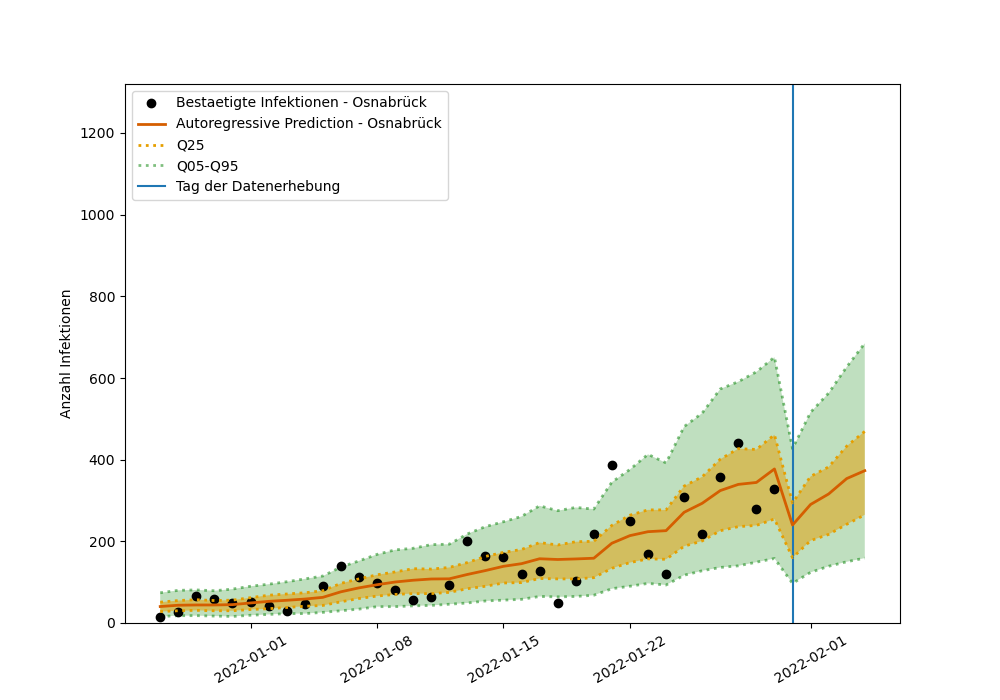 Bestaetigte Infektionen - Osnabrück
Autoregressive Prediction - Osnabrück
Q25
Q05-Q95
Tag der Datenerhebung
Anzahl Infektionen
1200
1000
800
600
400
200
0
2022-01-01
2022-01-08
2022-01-15
2022-01-22
2022-02-01